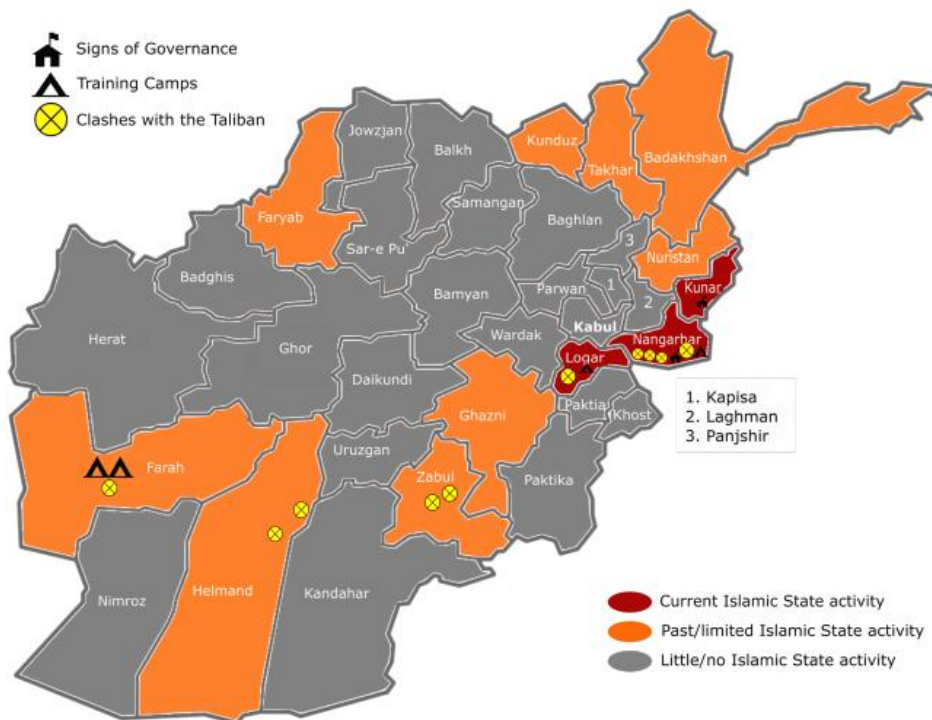 Signs of Governance
Training Camps
Clashes with the Taliban
Jowzjan
Balkh
Kunduz
Takhar
Badakhshan
Faryab
Samangan
Baghlan
Sar-e Pu
3
Nuristan
Badghis
Kunar
Bamyan
Parwan
1
2
Herat
Wardak
Kabul
Nangarhar
Ghor
Logar
Daikundi
Paktia
Khost
1. Kapisa
2. Laghman
3. Panjshir
Ghazni
Uruzgan
Farah
Zabul
Paktika
Nimroz
Helmand
Kandahar
Current Islamic State activity
Past/limited Islamic State activity
Little/no Islamic State activity